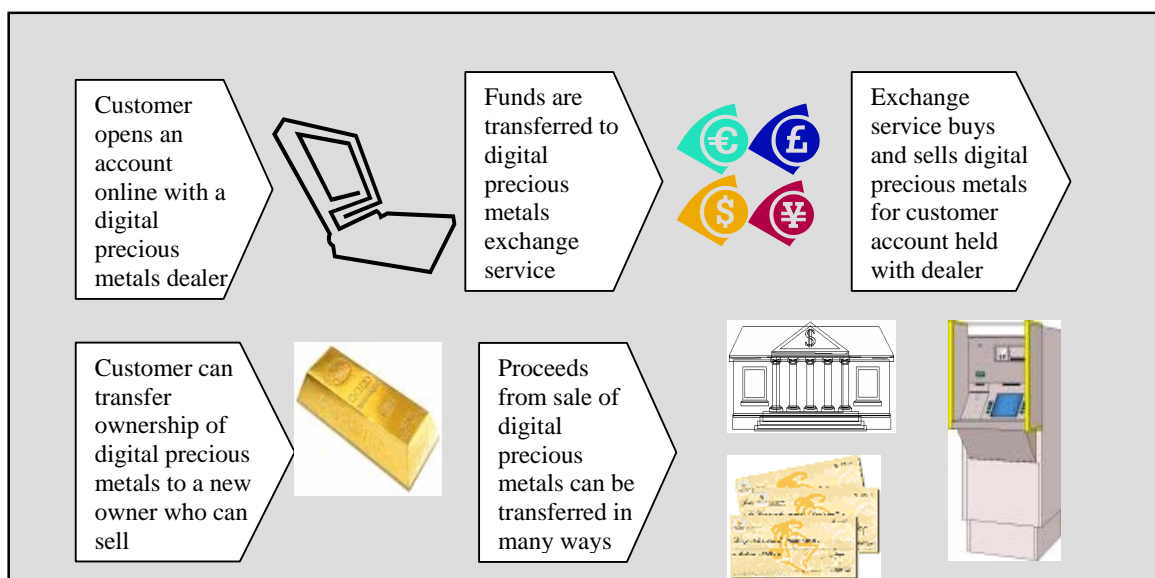 Customer
opens an
account
online with a
digital
precious
metals dealer
Funds are
transferred to
digital
precious
metals
exchange
service
€
£
$
¥
Exchange
service buys
and sells digital
precious metals
for customer
account held
with dealer
Customer can
transfer
ownership of
digital precious
metals to a new
owner who can
sell
GOLD
Proceeds
from sale of
digital
precious
metals can be
transferred in
many ways
$